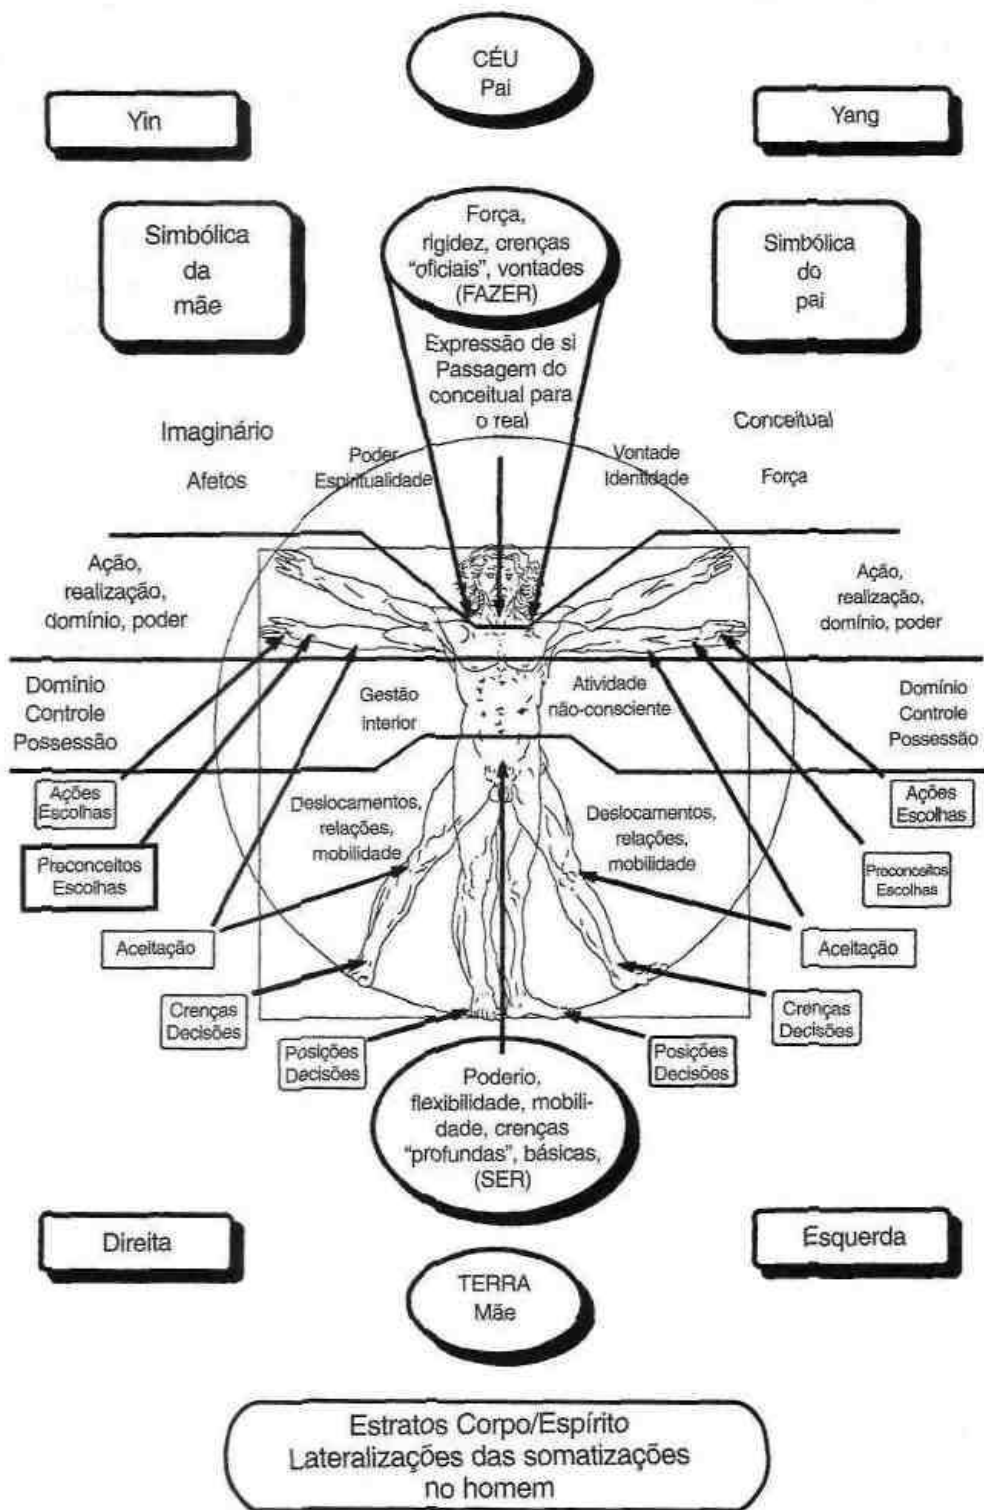 CÉU
Pai
Yin
Yang
Simbólica
da
mãe
Força,
rigidez, crenças
"oficiais", vontades
(FAZER)
Simbólica
do
pai
Expressão de si
Passagem do
conceitual para
o real
Imaginário
Afetos
Poder
Espiritualidade
Vontade
Identidade
Conceitual
Força
Ação,
realização,
domínio, poder
Ação,
realização,
domínio, poder
Domínio
Controle
Possessão
Gestão
Interior
Atividade
não-consciente
Domínio
Controle
Possessão
Ações
Escolhas
Deslocamentos,
relações,
mobilidade
Deslocamentos,
relações,
mobilidade
Ações
Escolhas
Preconceitos
Escolhas
Preconceitos
Escolhas
Aceitação
Aceitação
Crenças
Decisões
Crenças
Decisões
Posições
Decisões
Posições
Decisões
Poderio,
flexibilidade, mobili-
dade, crenças
"profundas", básicas,
(SER)
Direita
Esquerda
TERRA
Mãe
Estratos Corpo/Espírito
Lateralizações das somatizações
no homem